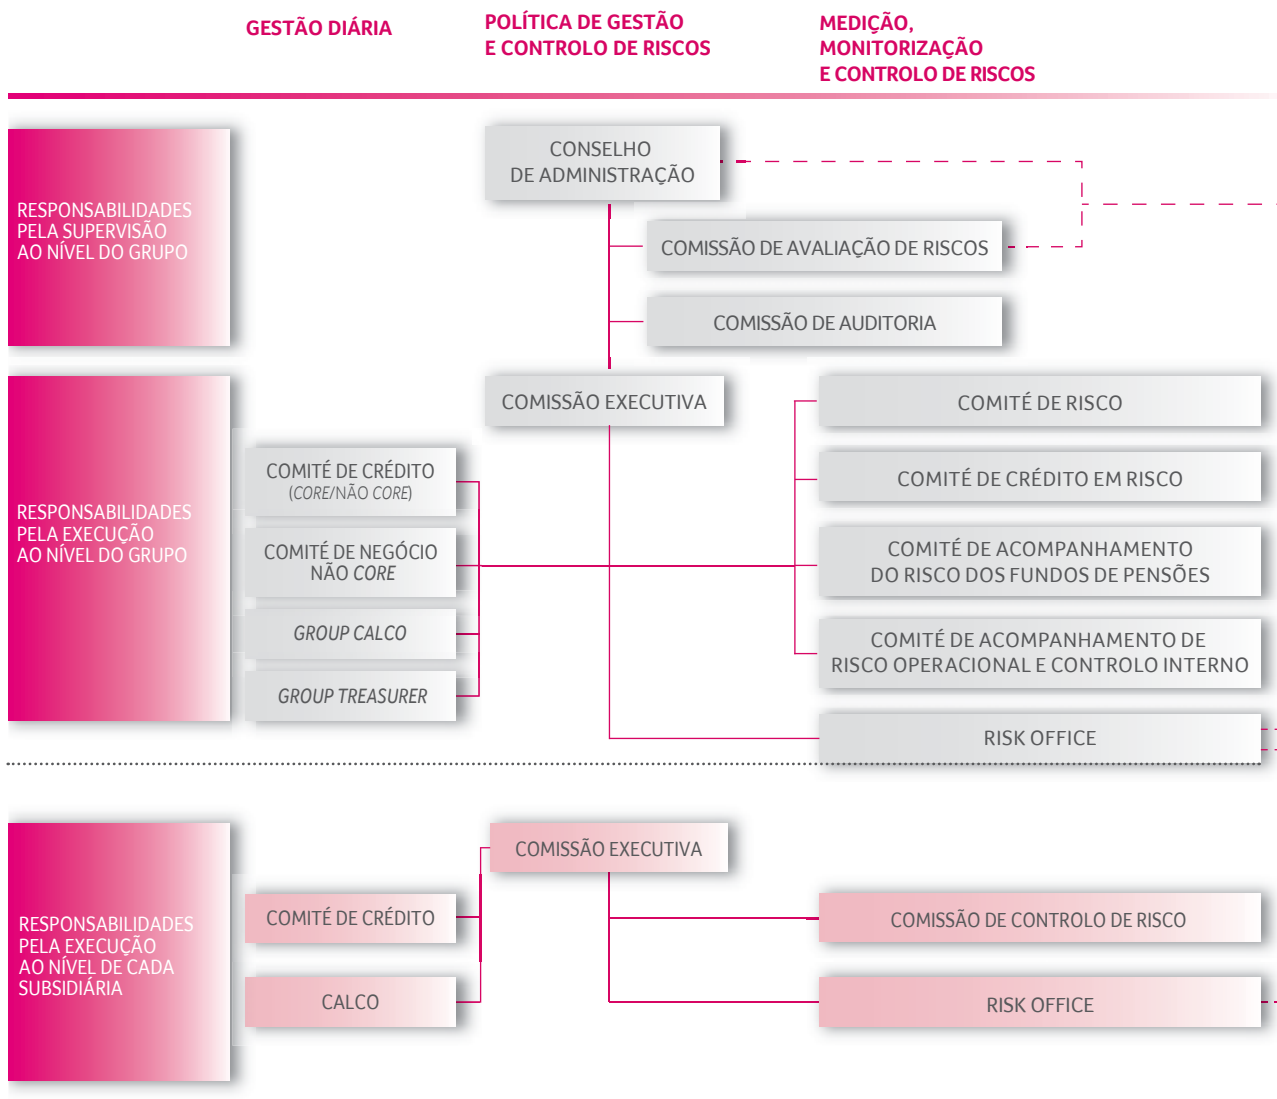 GESTÃO DIÁRIA
POLÍTICA DE GESTÃO
E CONTROLO DE RISCOS
MEDIÇÃO,
MONITORIZAÇÃO
E CONTROLO DE RISCOS
RESPONSABILIDADES
PELA SUPERVISÃO
AO NÍVEL DO GRUPO
CONSELHO
DE ADMINISTRAÇÃO
COMISSÃO DE AVALIAÇÃO DE RISCOS
COMISSÃO DE AUDITORIA
RESPONSABILIDADES
PELA EXECUÇÃO
AO NÍVEL DO GRUPO
COMISSÃO EXECUTIVA
COMITÉ DE CRÉDITO
(CORE/NÃO CORE)
COMITÉ DE NEGÓCIO
NÃO CORE
GROUP CALCO
GROUP TREASURER
COMITÉ DE RISCO
COMITÉ DE CRÉDITO EM RISCO
COMITÉ DE ACOMPANHAMENTO
DO RISCO DOS FUNDOS DE PENSÕES
COMITÉ DE ACOMPANHAMENTO DE
RISCO OPERACIONAL E CONTROLO INTERNO
RISK OFFICE
RESPONSABILIDADES
PELA EXECUÇÃO
AO NÍVEL DE CADA
SUBSIDIÁRIA
COMISSÃO EXECUTIVA
COMITÉ DE CRÉDITO
CALCO
COMISSÃO DE CONTROLO DE RISCO
RISK OFFICE